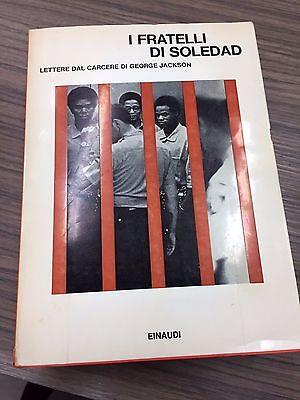 I FRATELLI
DI SOLEDAD
LETTERE DAL CARCERE DI GEORGE JACKSON
EINAUDI